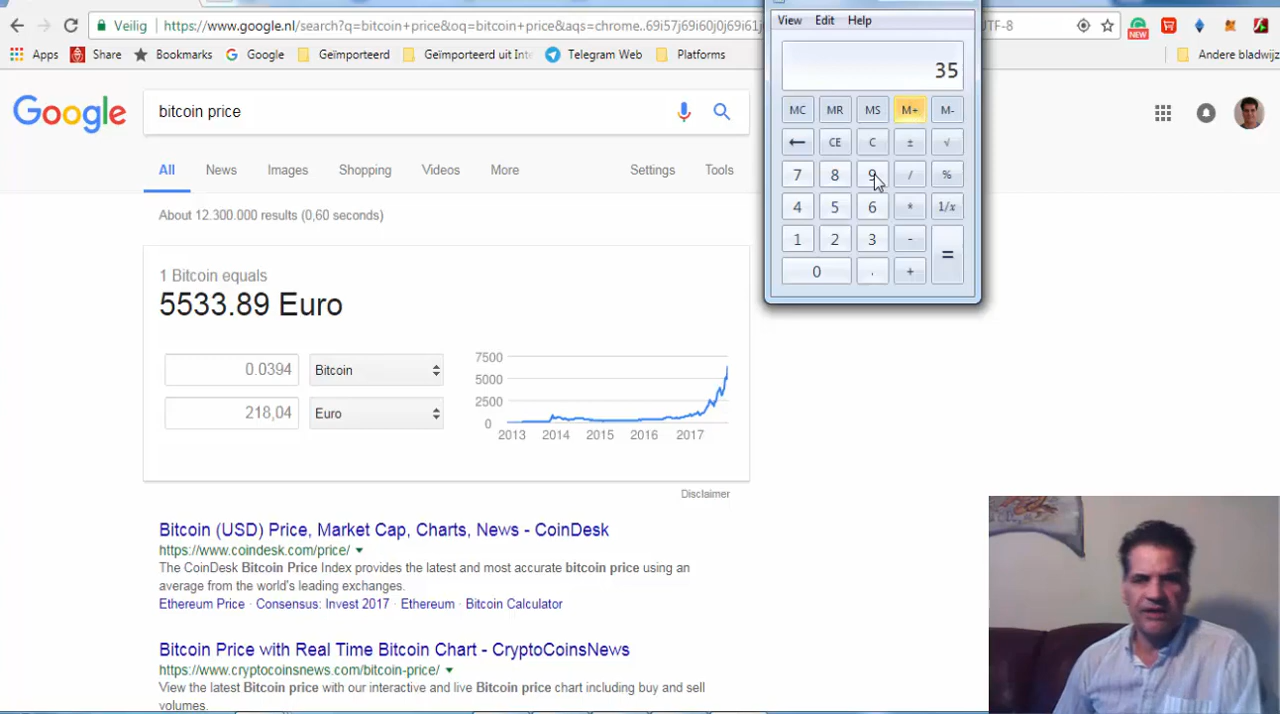 Veilig https://www.google.nl/search?q=bitcoin+price&oq=bitcoin+price&aqs=chrome..69i57j69i60j0j69i61j UTF-8
Apps Share Bookmarks Google Geïmporteerd Geïmporteerd uit Inte Telegram Web Platforms Andere bladwijz
NEW
View Edit Help
35
MC MR MS M+ M-
← CE C ± √
7 8 9 / %
4 5 6 * 1/x
1 2 3 - =
0 . +
Google bitcoin price
All News Images Shopping Videos More Settings Tools
About 12.300.000 results (0,60 seconds)
1 Bitcoin equals
5533.89 Euro
0.0394 Bitcoin
218,04 Euro
7500
5000
2500
0
2013 2014 2015 2016 2017
Disclaimer
Bitcoin (USD) Price, Market Cap, Charts, News - CoinDesk
https://www.coindesk.com/price/
The CoinDesk Bitcoin Price Index provides the latest and most accurate bitcoin price using an
average from the world's leading exchanges.
Ethereum Price · Consensus: Invest 2017 · Ethereum · Bitcoin Calculator
Bitcoin Price with Real Time Bitcoin Chart - CryptoCoinsNews
https://www.cryptocoinsnews.com/bitcoin-price/
View the latest Bitcoin price with our interactive and live Bitcoin price chart including buy and sell
volumes.